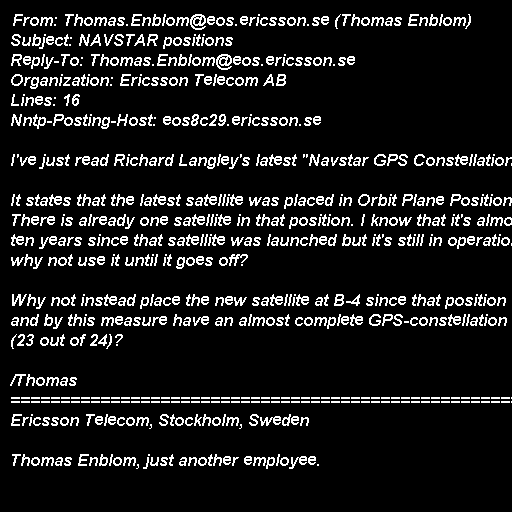 From: Thomas.Enblom@eos.ericsson.se (Thomas Enblom)
Subject: NAVSTAR positions
Reply-To: Thomas.Enblom@eos.ericsson.se
Organization: Ericsson Telecom AB
Lines: 16
Nntp-Posting-Host: eos8c29.ericsson.se

I've just read Richard Langley's latest "Navstar GPS Constellation

It states that the latest satellite was placed in Orbit Plane Position
There is already one satellite in that position. I know that it's almo
ten years since that satellite was launched but it's still in operatio
why not use it until it goes off?

Why not instead place the new satellite at B-4 since that position
and by this measure have an almost complete GPS-constellation
(23 out of 24)?

/Thomas
==================================================
Ericsson Telecom, Stockholm, Sweden

Thomas Enblom, just another employee.